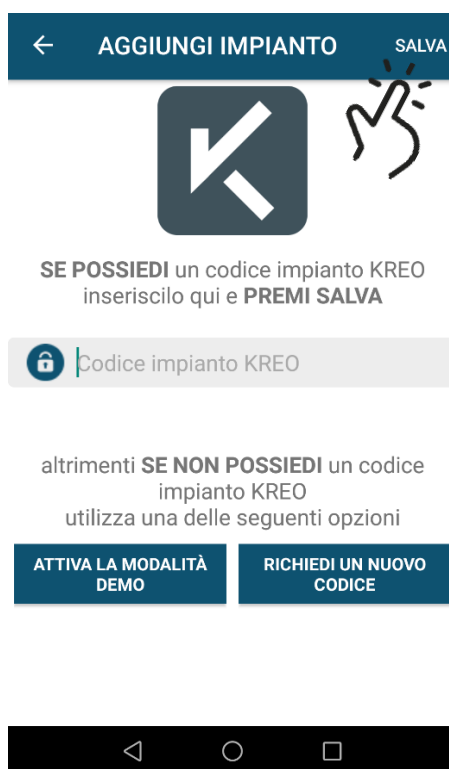 AGGIUNGI IMPIANTO SALVA
SE POSSIEDI un codice impianto KREO
inseriscilo qui e PREMI SALVA
Codice impianto KREO
altrimenti SE NON POSSIEDI un codice
impianto KREO
utilizza una delle seguenti opzioni
ATTIVA LA MODALITÀ
DEMO
RICHIEDI UN NUOVO
CODICE